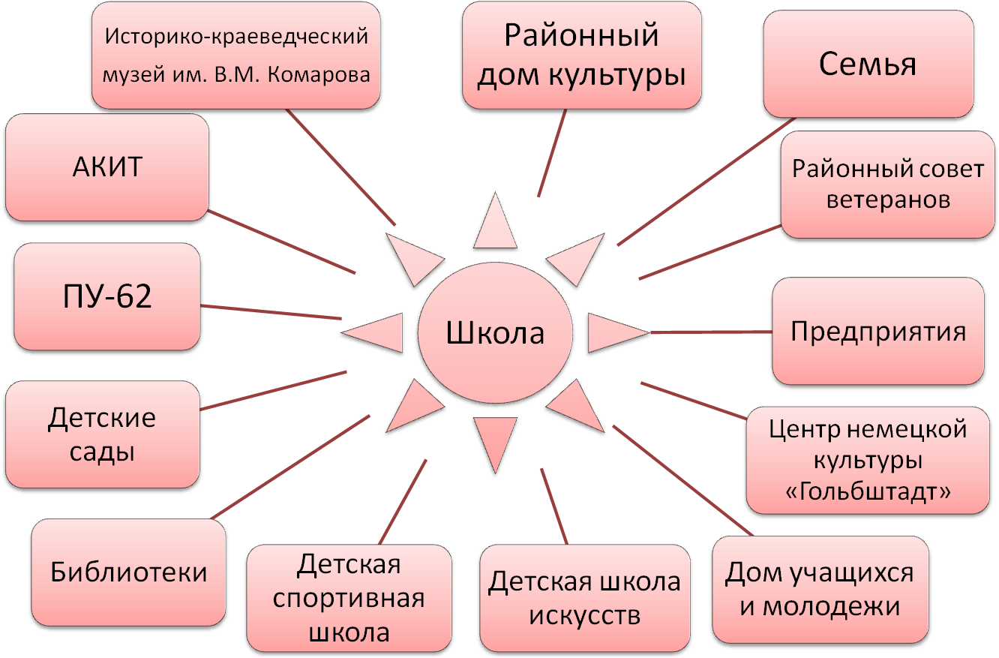 Историко-краеведческий
музей им. В.М. Комарова
Районный
дом культуры
Семья
АКИТ
Районный совет
ветеранов
ПУ-62
Школа
Предприятия
Детские
сады
Центр немецкой
культуры
«Гольбштадт»
Библиотеки
Детская
спортивная
школа
Детская школа
искусств
Дом учащихся
и молодежи